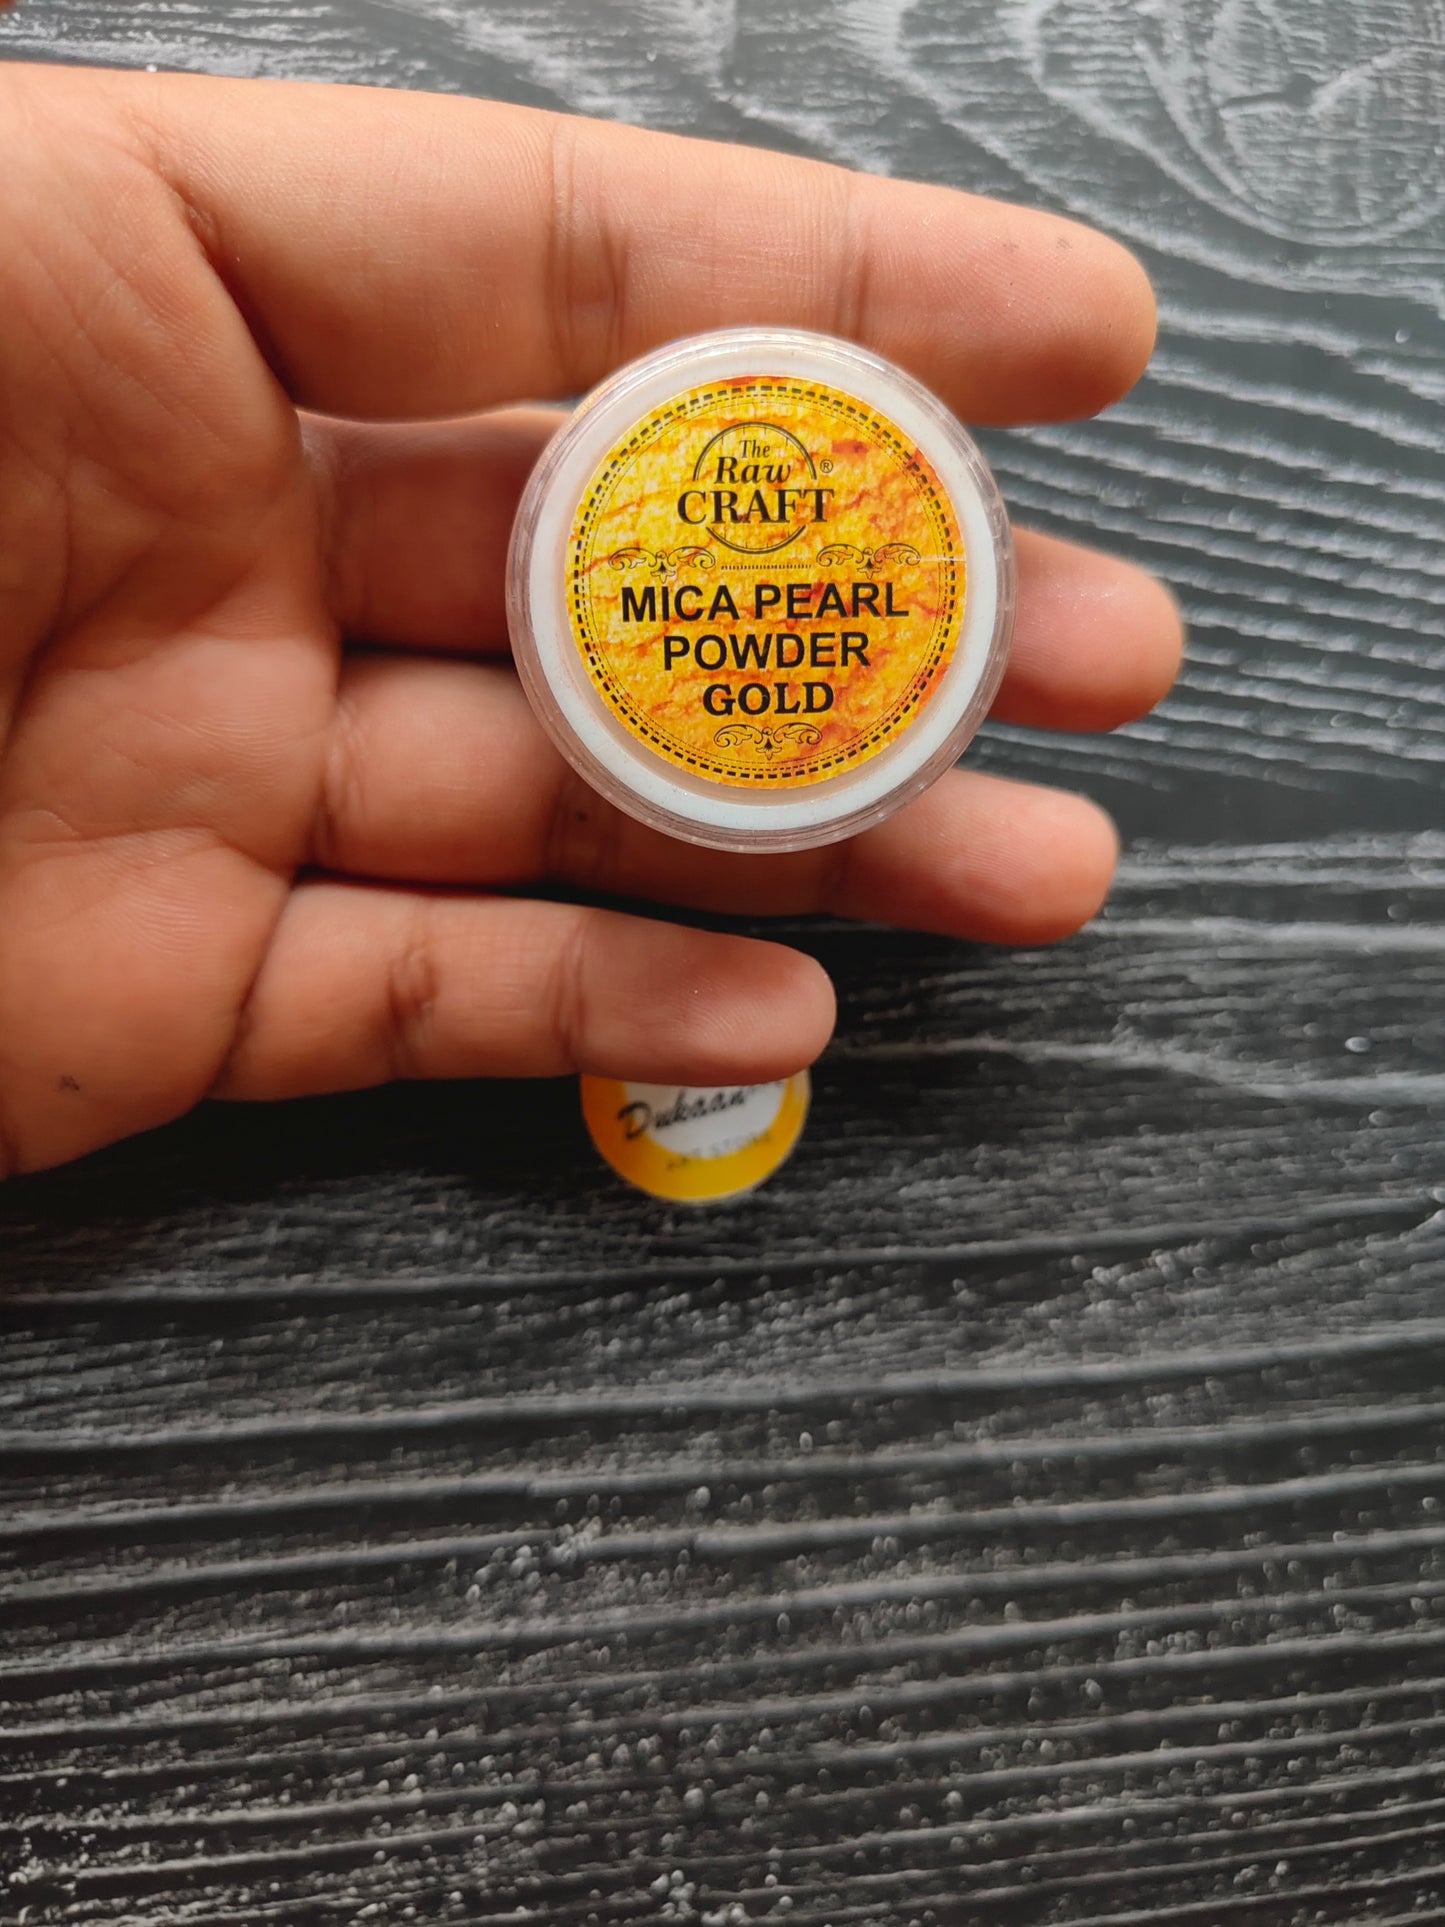 The
Raw ®
CRAFT
MICA PEARL
POWDER
GOLD
Dukaan